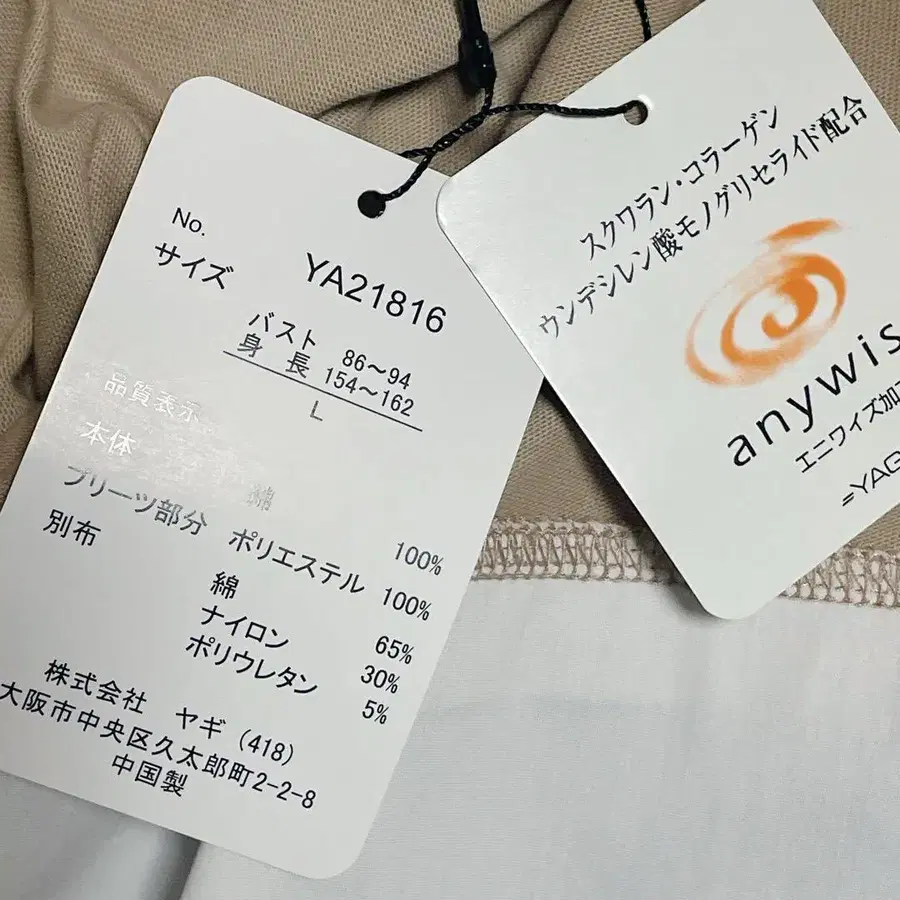 No. YA21816
サイズ
バスト 86～94
身長 154～162
L
品質表示
本体 綿 100%
プリーツ部分 ポリエステル 100%
別布 綿 65%
ナイロン 30%
ポリウレタン 5%
株式会社 ヤギ (418)
大阪市中央区久太郎町2-2-8
中国製
スクワラン・コラーゲン
ウンデシレン酸モノグリセライド配合
anywis
エニワイズ加
YAG